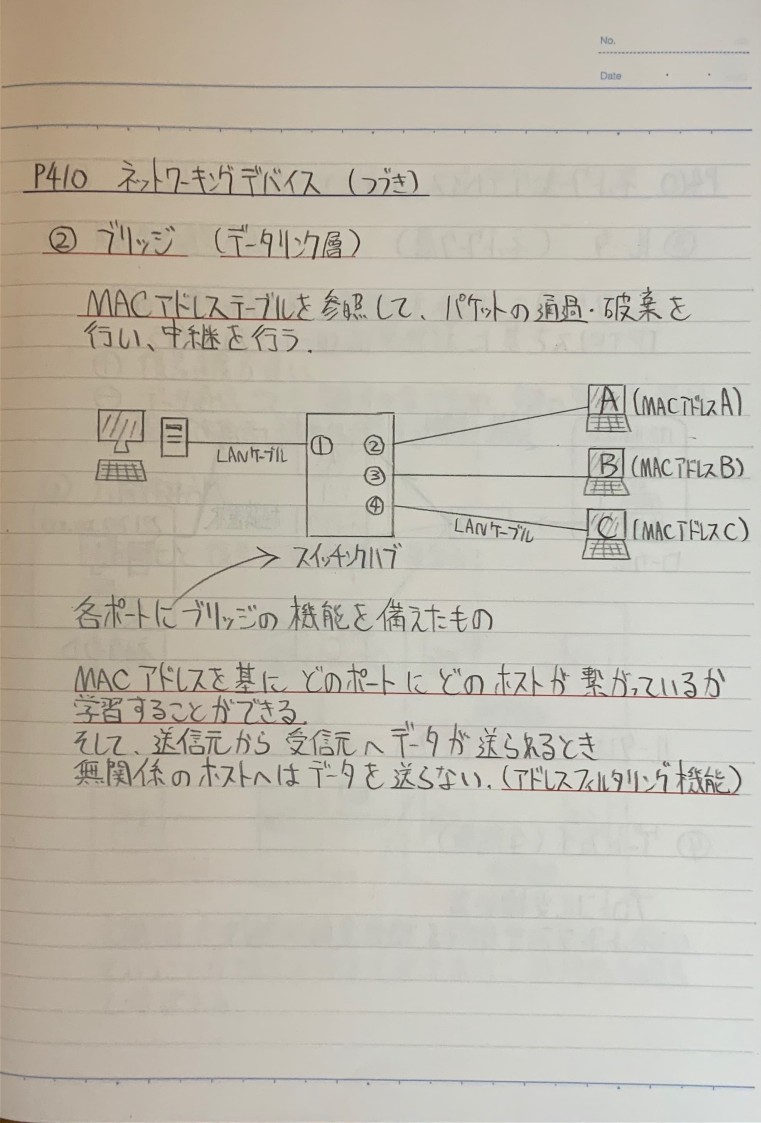 No.
Date
P410 ネットワーキングデバイス (つづき)
② ブリッジ (データリンク層)
MACアドレステーブルを参照して、パケットの通過・破棄を
行い、中継を行う.
A (MACアドレスA)
LANケーブル ① ②
③ B (MACアドレスB)
④ LANケーブル C (MACアドレスC)
スイッチングハブ
各ポートにブリッジの機能を備えたもの
MACアドレスを基に どのポートに どのホストが 繋がっているか
学習することができる.
そして、送信元から 受信元へデータが送られるとき
無関係のホストへはデータを送らない. (アドレスフィルタリング機能)